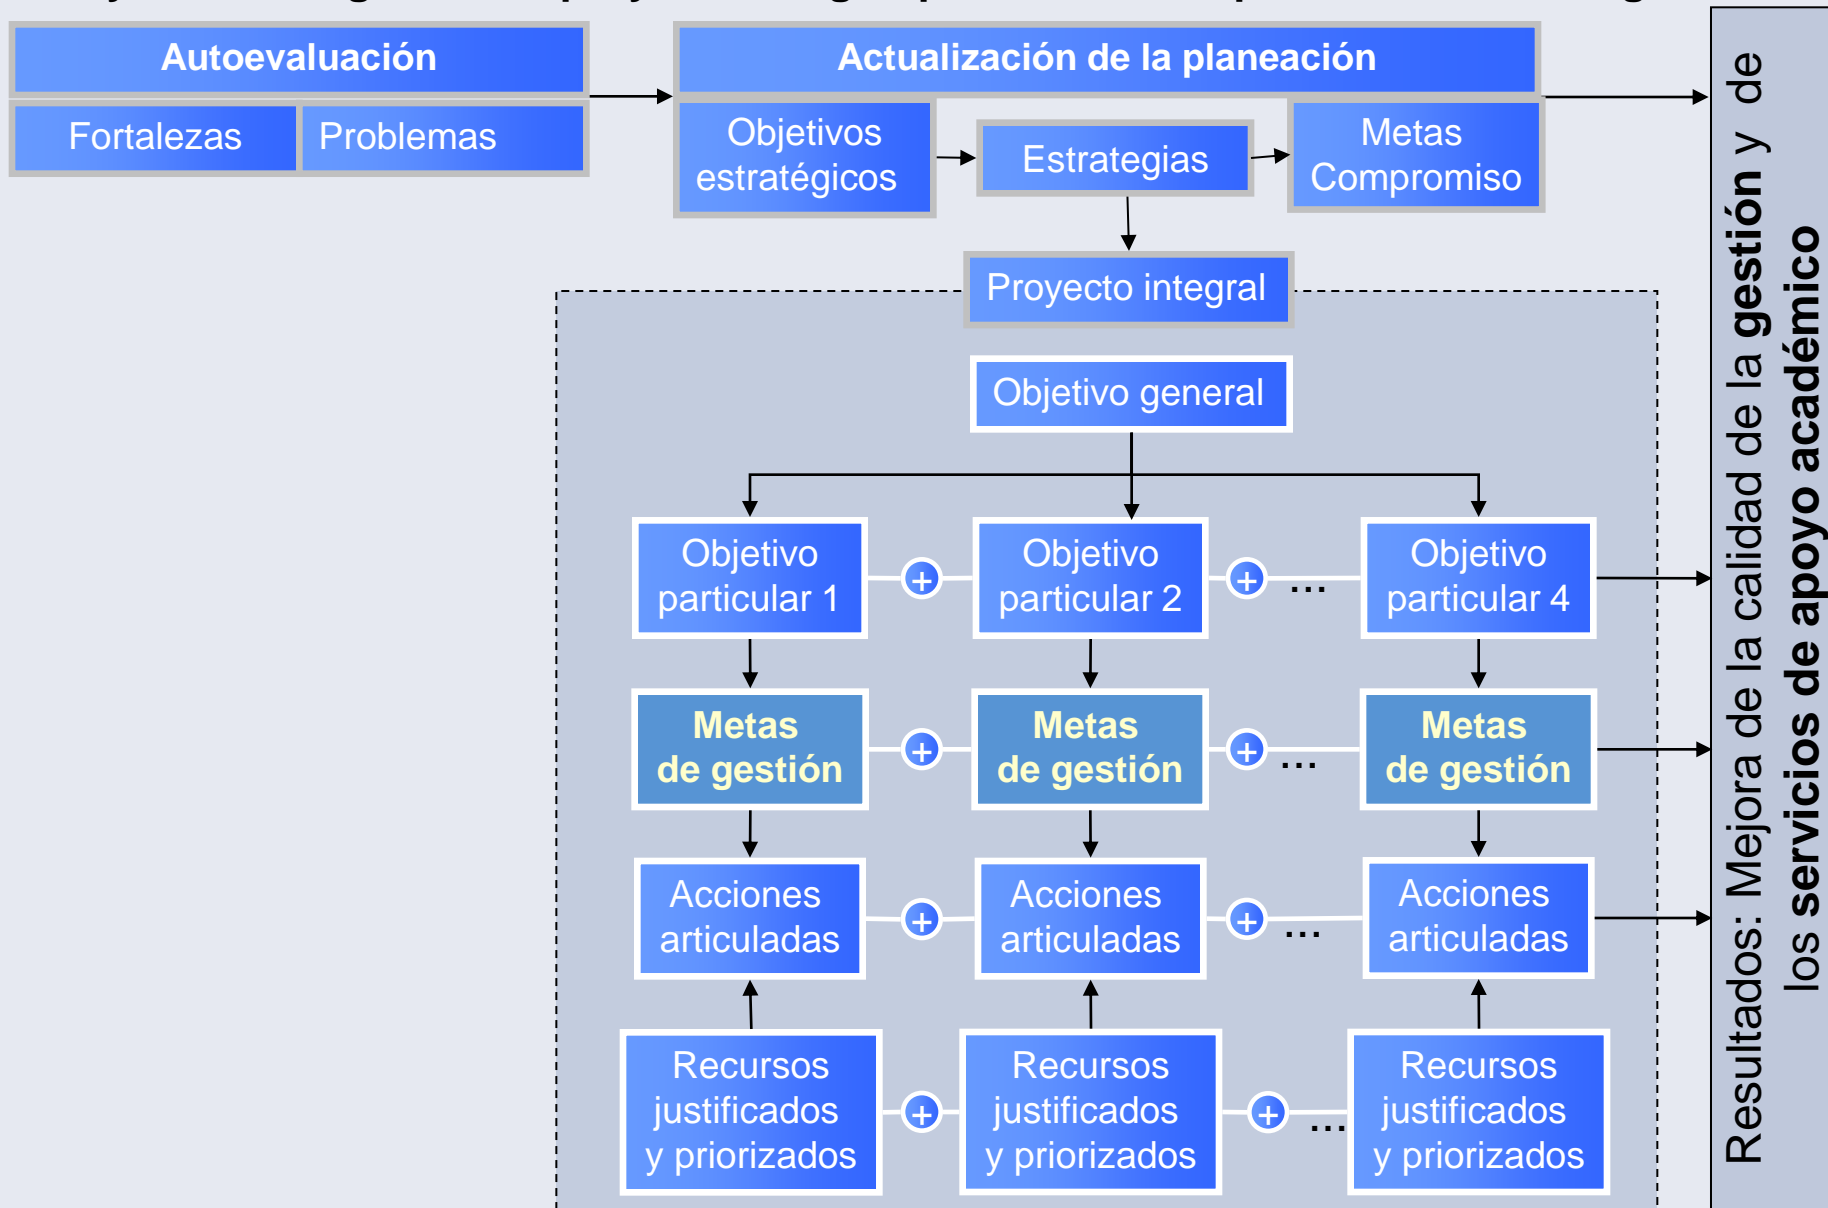 Autoevaluación
Fortalezas
Problemas
Actualización de la planeación
Objetivos
estratégicos
Estrategias
Metas
Compromiso
Proyecto integral
Objetivo general
Objetivo
particular 1
+
Objetivo
particular 2
+
...
Objetivo
particular 4
Metas
de gestión
+
Metas
de gestión
+
...
Metas
de gestión
Acciones
articuladas
+
Acciones
articuladas
+
...
Acciones
articuladas
Recursos
justificados
y priorizados
+
Recursos
justificados
y priorizados
+
...
Recursos
justificados
y priorizados
Resultados: Mejora de la calidad de la gestión y de
los servicios de apoyo académico